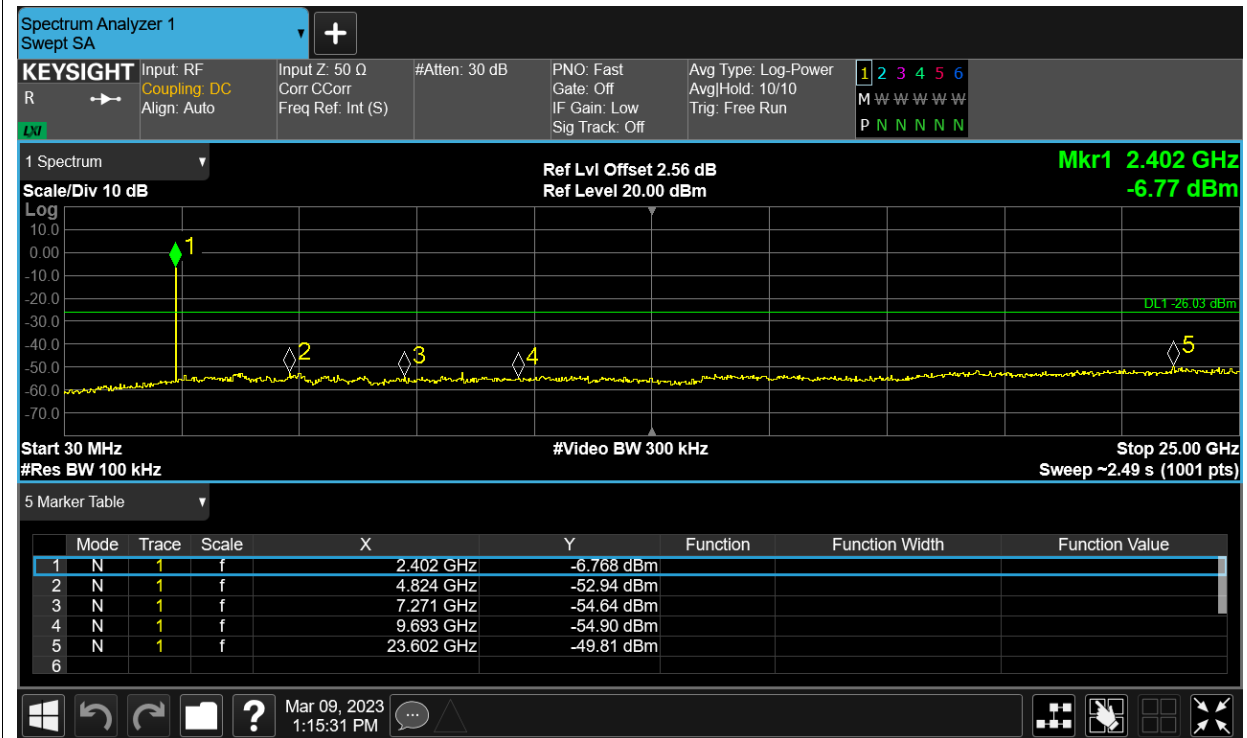 Spectrum Analyzer 1
Swept SA
KEYSIGHT
R
LXI
Input: RF
Coupling: DC
Align: Auto
Input Z: 50 Ω
Corr CCorr
Freq Ref: Int (S)
#Atten: 30 dB
PNO: Fast
Gate: Off
IF Gain: Low
Sig Track: Off
Avg Type: Log-Power
Avg|Hold: 10/10
Trig: Free Run
1 2 3 4 5 6
M W W W W W
P N N N N N
1 Spectrum
Scale/Div 10 dB
Ref Lvl Offset 2.56 dB
Ref Level 20.00 dBm
Mkr1 2.402 GHz
-6.77 dBm
Log
10.0
0.00
-10.0
-20.0
-30.0
-40.0
-50.0
-60.0
-70.0
1
2
3
4
5
DL1 -26.03 dBm
Start 30 MHz
#Res BW 100 kHz
#Video BW 300 kHz
Stop 25.00 GHz
Sweep ~2.49 s (1001 pts)
5 Marker Table
Mode Trace Scale X Y Function Function Width Function Value
1 N 1 f 2.402 GHz -6.768 dBm
2 N 1 f 4.824 GHz -52.94 dBm
3 N 1 f 7.271 GHz -54.64 dBm
4 N 1 f 9.693 GHz -54.90 dBm
5 N 1 f 23.602 GHz -49.81 dBm
6
?
Mar 09, 2023
1:15:31 PM